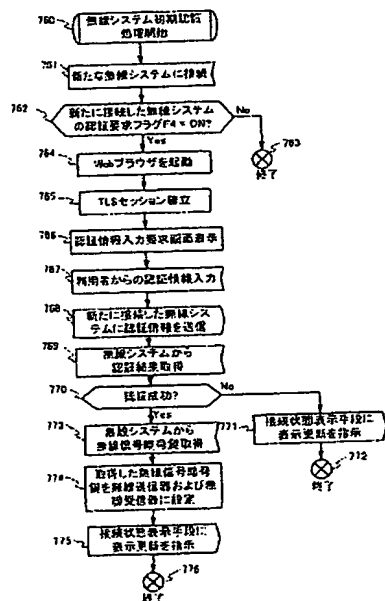 760
無線システム初期認証
処理開始
761
新たな無線システムに接続
762
新たに接続した無線システム
の認証要求フラグF4 = ON?
No
Yes
763
終了
764
Webブラウザを起動
765
TLSセッション確立
766
認証情報入力要求画面表示
767
利用者からの認証情報入力
768
新たに接続した無線シス
テムに認証情報を送信
769
無線システムから
認証結果取得
770
認証成功?
No
Yes
771
接続状態表示手段に
表示更新を指示
772
終了
773
無線システムから
無線信号暗号鍵取得
774
取得した無線信号暗号
鍵を無線送信器および無
線受信器に設定
775
接続状態表示手段に
表示更新を指示
776
終了